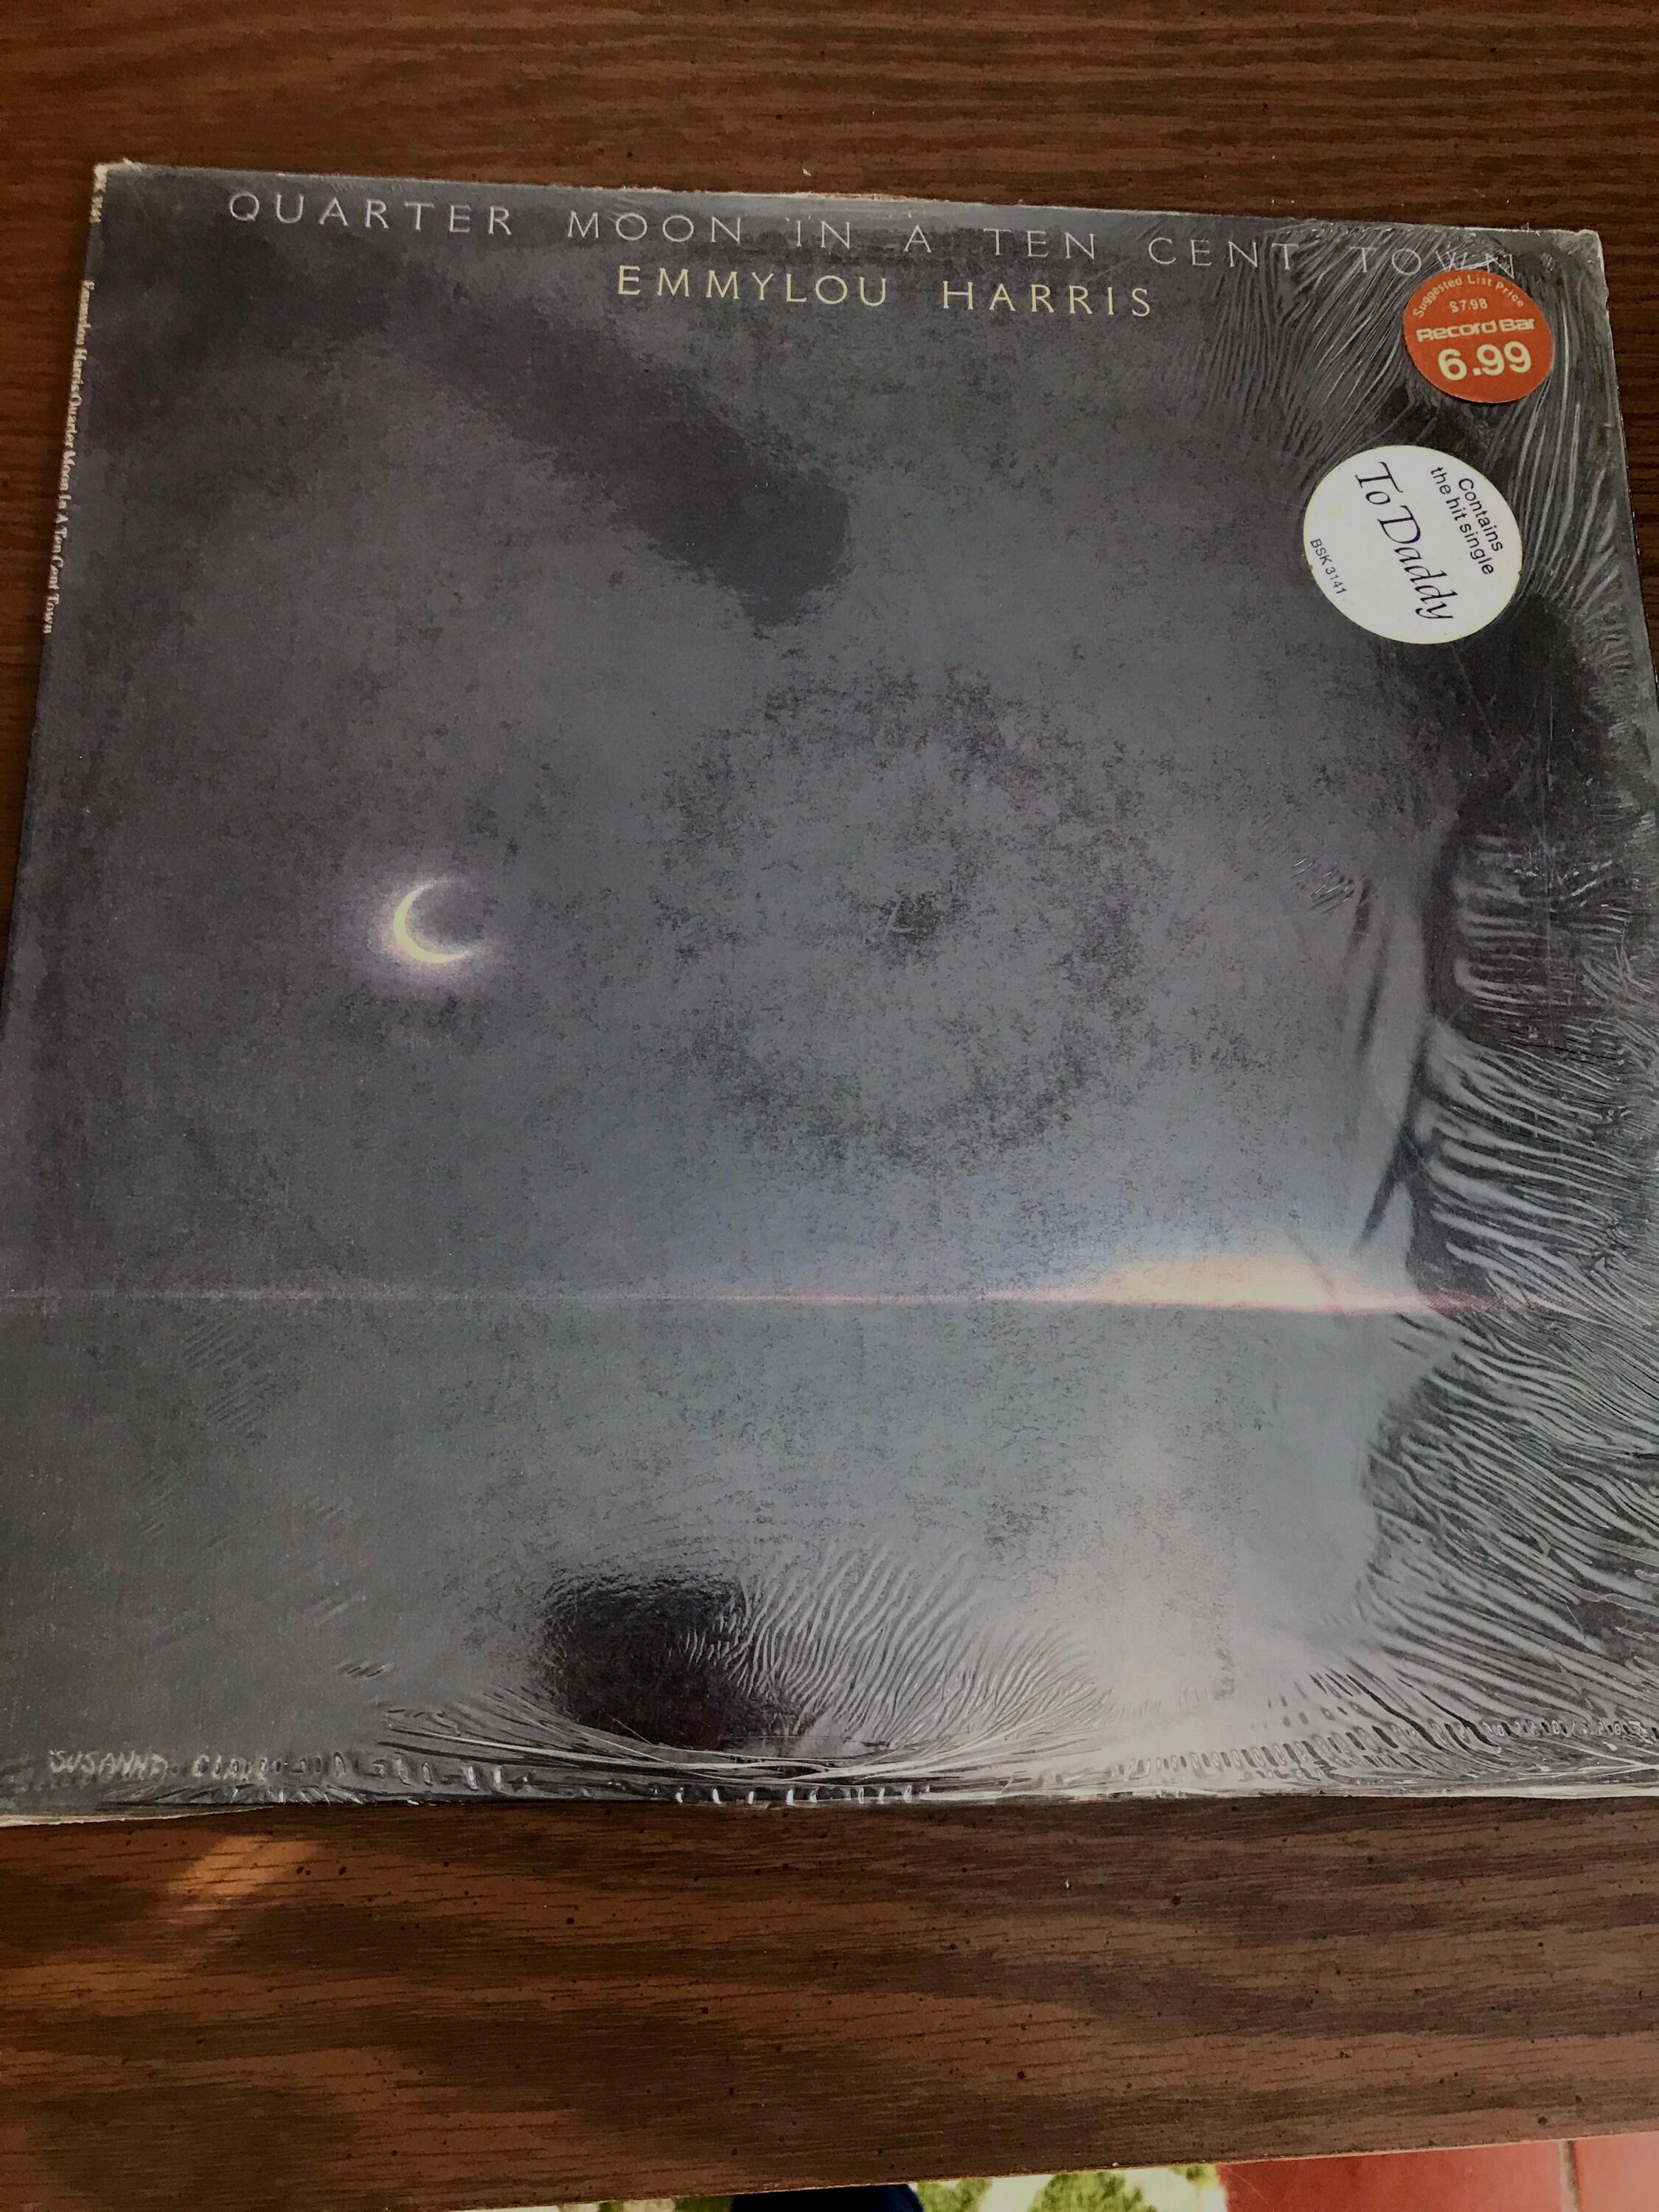 QUARTER MOON IN A TEN CENT TOWN
EMMYLOU HARRIS
Suggested List Price
$7.98
Record Bar
6.99
Contains
the hit single
To Daddy
BSK 3141
Emmylou Harris Quarter Moon In A Ten Cent Town
SUSANNA